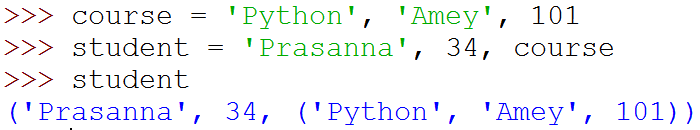 >>> course = 'Python', 'Amey', 101
>>> student = 'Prasanna', 34, course
>>> student
('Prasanna', 34, ('Python', 'Amey', 101))